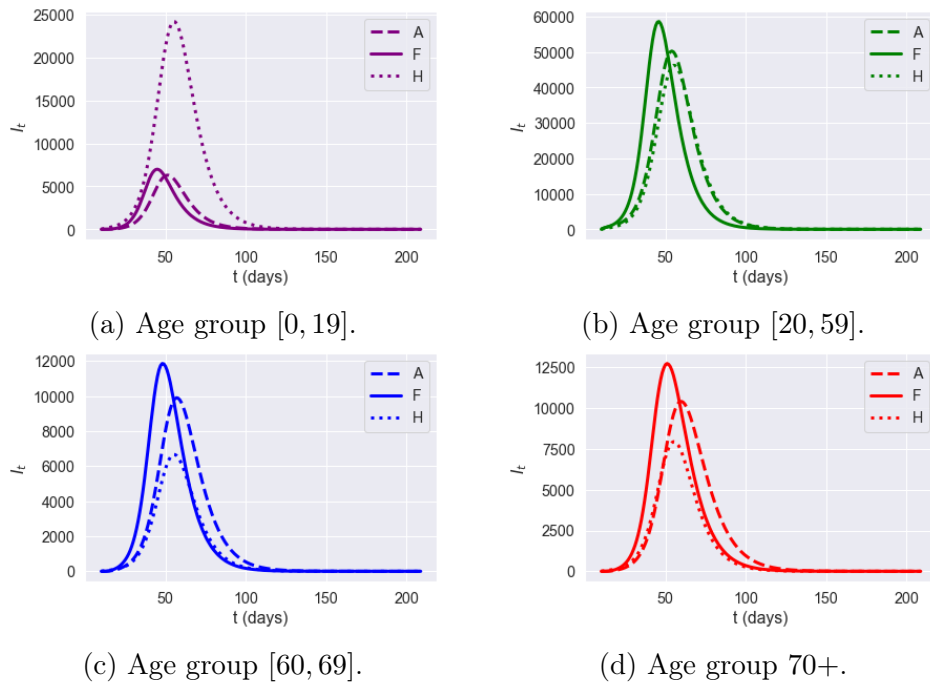 25000
20000
15000
10000
5000
0
I_t
A
F
H
50
100
150
200
t (days)
(a) Age group [0, 19].
60000
50000
40000
30000
20000
10000
0
I_t
A
F
H
50
100
150
200
t (days)
(b) Age group [20, 59].
12000
10000
8000
6000
4000
2000
0
I_t
A
F
H
50
100
150
200
t (days)
(c) Age group [60, 69].
12500
10000
7500
5000
2500
0
I_t
A
F
H
50
100
150
200
t (days)
(d) Age group 70+.